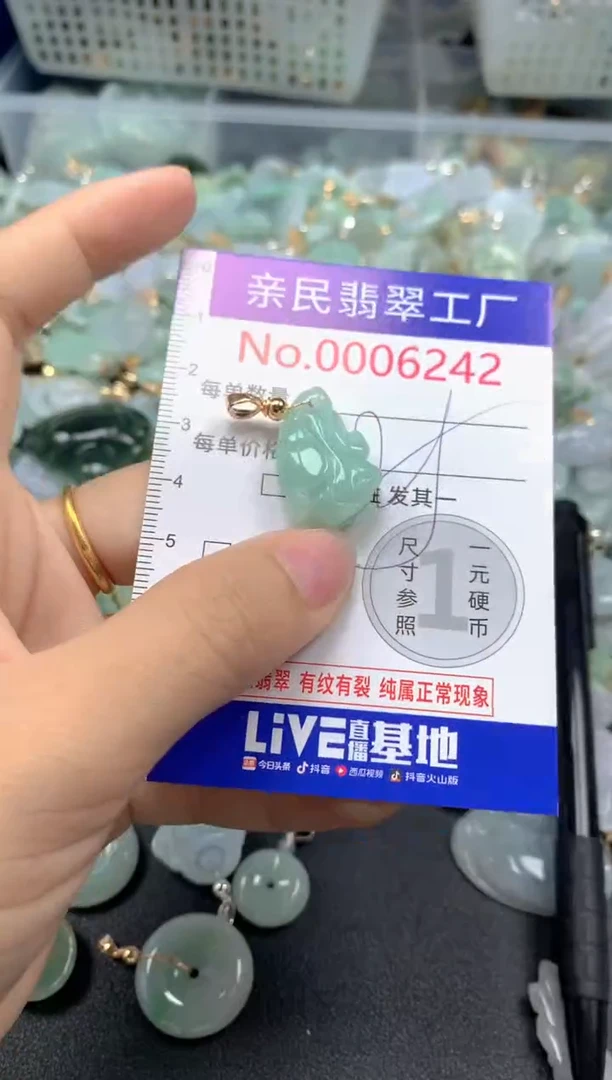 0
1
亲民翡翠工厂
No.0006242
2
每单数量
3
每单价格
4
发其一
5
尺寸参照
1
一元硬币
翡翠 有纹有裂 纯属正常现象
LiVE直播基地
今日头条 抖音 西瓜视频 抖音火山版